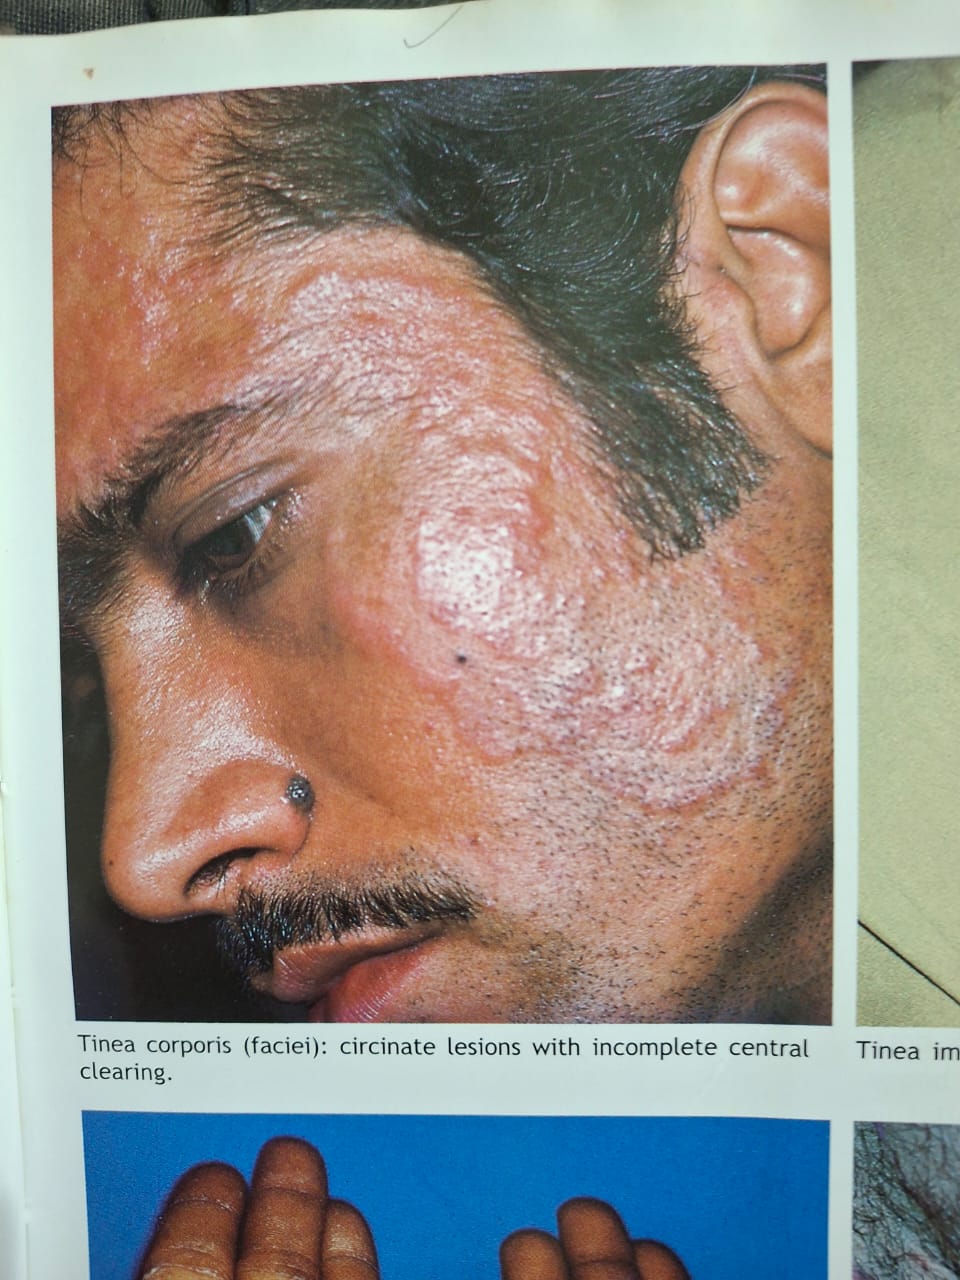 Tinea corporis (faciei): circinate lesions with incomplete central
clearing.
Tinea im